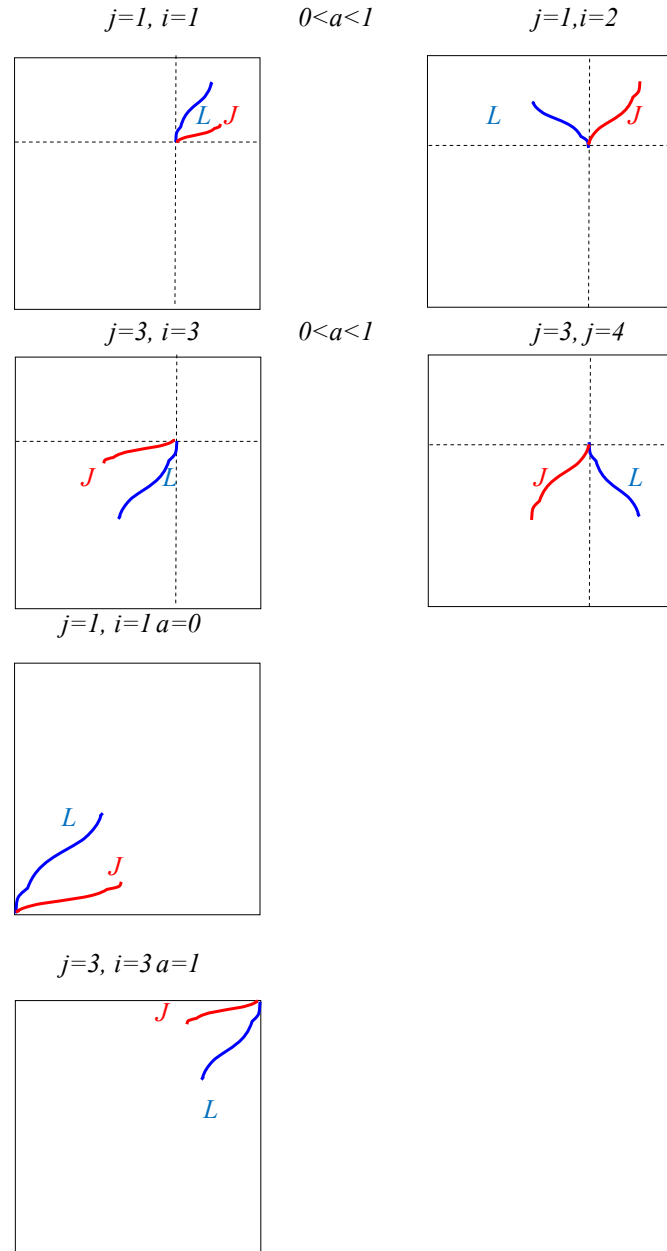 j=1, i=1 0<a<1 j=1,i=2
L J L J
j=3, i=3 0<a<1 j=3, j=4
J L J L
j=1, i=1 a=0
L
J
j=3, i=3 a=1
J
L